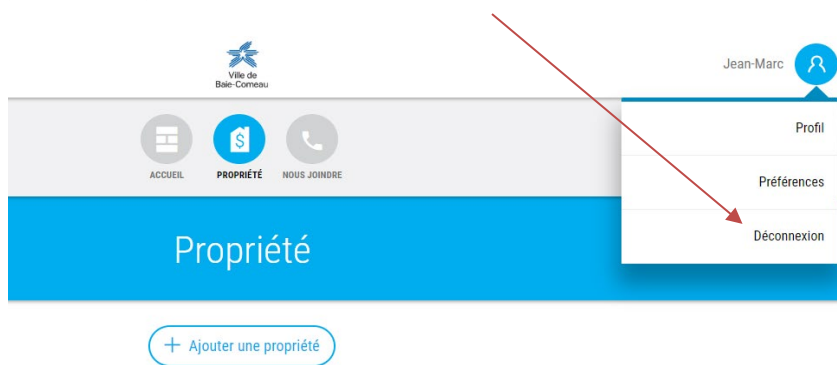 Ville de
Baie-Comeau
Jean-Marc
Profil
Préférences
Déconnexion
ACCUEIL
PROPRIÉTÉ
NOUS JOINDRE
Propriété
+ Ajouter une propriété